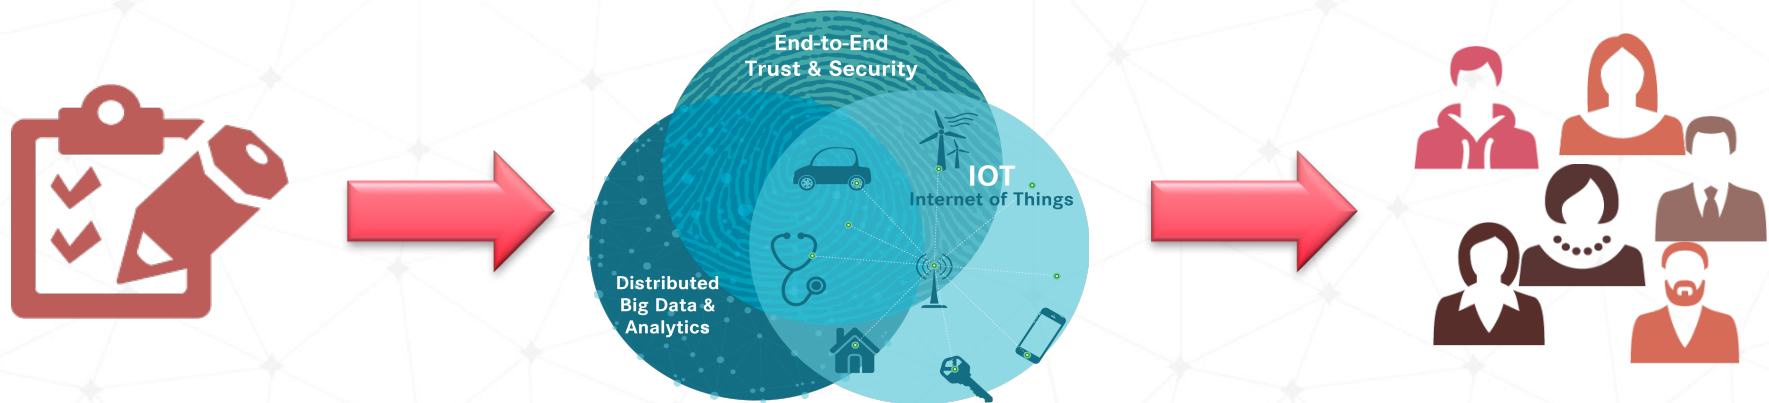 End-to-End
Trust & Security
IOT
Internet of Things
Distributed
Big Data &
Analytics